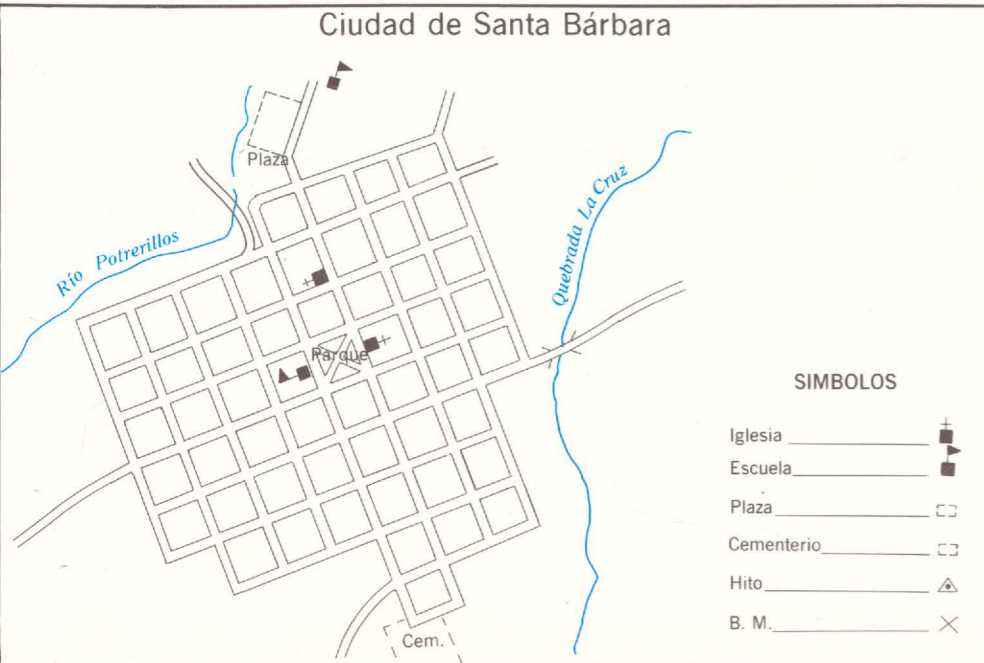 Ciudad de Santa Bárbara
Plaza
Río Potrerillos
Quebrada La Cruz
Parque
Cem.
SIMBOLOS
Iglesia
Escuela
Plaza
Cementerio
Hito
B. M.